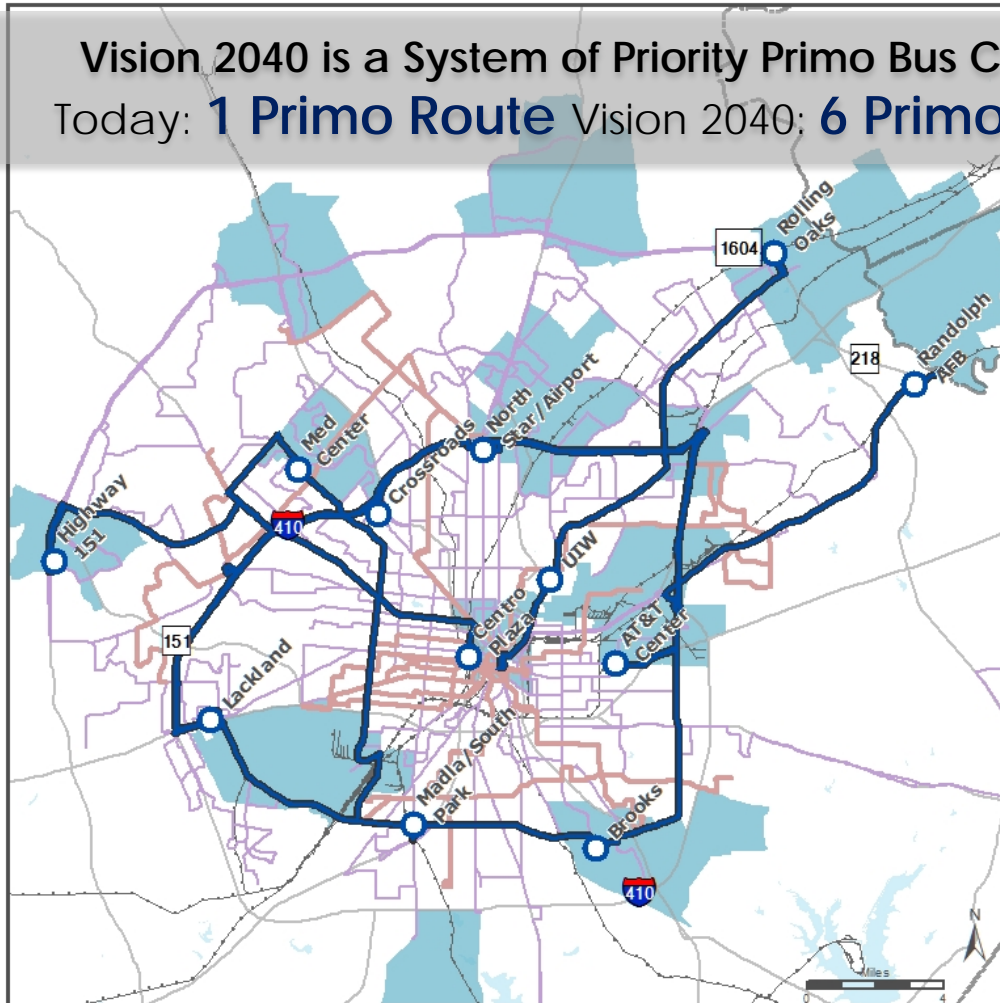 Vision 2040 is a System of Priority Primo Bus C
Today: 1 Primo Route Vision 2040: 6 Primo
Rolling
Oaks
1604
Randolph
AFB
218
North
Star / Airport
Med
Center
Crossroads
Highway
151
410
UIW
Centro
Plaza
AT&T
Center
151
Lackland
Madla / South
Park
Brooks
410
N
Miles
0 4